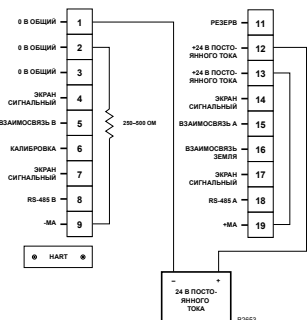 0 В ОБЩИЙ 1
0 В ОБЩИЙ 2
0 В ОБЩИЙ 3
ЭКРАН
СИГНАЛЬНЫЙ 4
ВЗАИМОСВЯЗЬ В 5
КАЛИБРОВКА 6
ЭКРАН
СИГНАЛЬНЫЙ 7
RS-485 В 8
-МА 9
250–500 ОМ
HART
РЕЗЕРВ 11
+24 В ПОСТО-
ЯННОГО ТОКА 12
+24 В ПОСТО-
ЯННОГО ТОКА 13
ЭКРАН
СИГНАЛЬНЫЙ 14
ВЗАИМОСВЯЗЬ А 15
ВЗАИМОСВЯЗЬ
ЗЕМЛЯ 16
ЭКРАН
СИГНАЛЬНЫЙ 17
RS-485 А 18
+МА 19
– +
24 В ПОСТО-
ЯННОГО
ТОКА
B2653